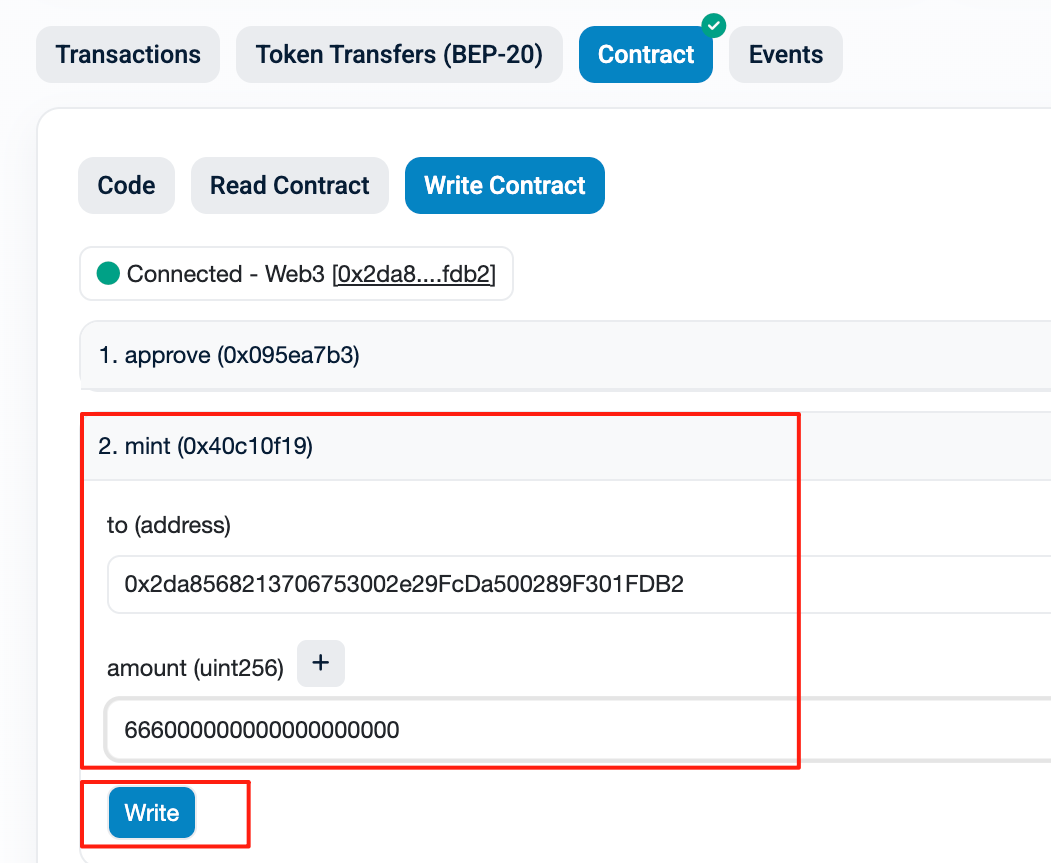 Transactions Token Transfers (BEP-20) Contract Events
Code Read Contract Write Contract
Connected - Web3 [0x2da8....fdb2]
1. approve (0x095ea7b3)
2. mint (0x40c10f19)
to (address)
0x2da8568213706753002e29FcDa500289F301FDB2
amount (uint256) +
666000000000000000000
Write